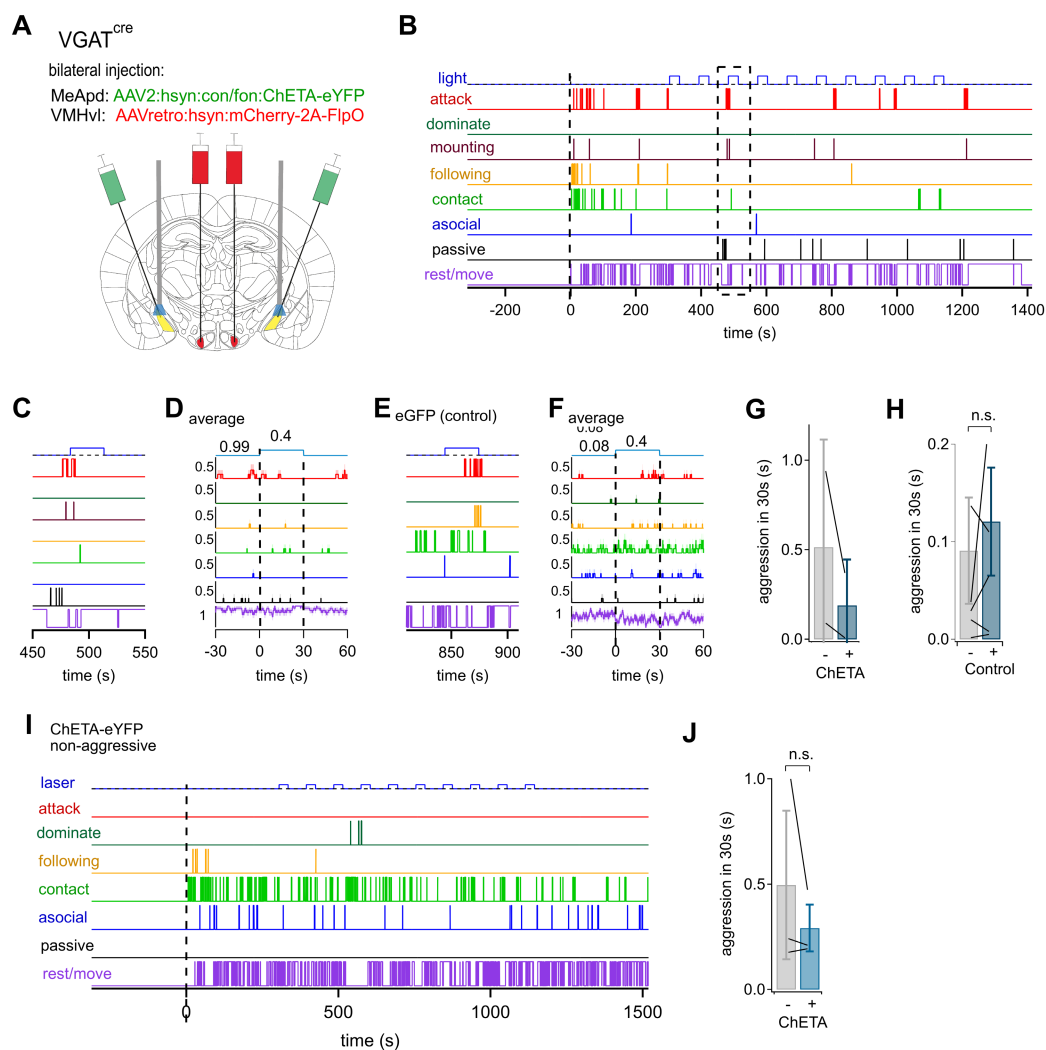 A
VGATcre
bilateral injection:
MeApd: AAV2:hsyn:con/fon:ChETA-eYFP
VMHvl: AAVretro:hsyn:mCherry-2A-FlpO
B
light
attack
dominate
mounting
following
contact
asocial
passive
rest/move
-200 0 200 400 600 800 1000 1200 1400
time (s)
C
450 500 550
time (s)
D
average
0.99 0.4
0.5
0.5
0.5
0.5
0.5
0.5
1
-30 0 30 60
time (s)
E
eGFP (control)
850 900
time (s)
F
average
0.08
0.08 0.4
0.5
0.5
0.5
0.5
0.5
0.5
1
-30 0 30 60
time (s)
G
aggression in 30s (s)
1.0
0.5
0.0
- +
ChETA
H
n.s.
aggression in 30s (s)
0.2
0.1
0.0
- +
Control
I
ChETA-eYFP
non-aggressive
laser
attack
dominate
following
contact
asocial
passive
rest/move
0 500 1000 1500
time (s)
J
n.s.
aggression in 30s (s)
1.0
0.5
0.0
- +
ChETA